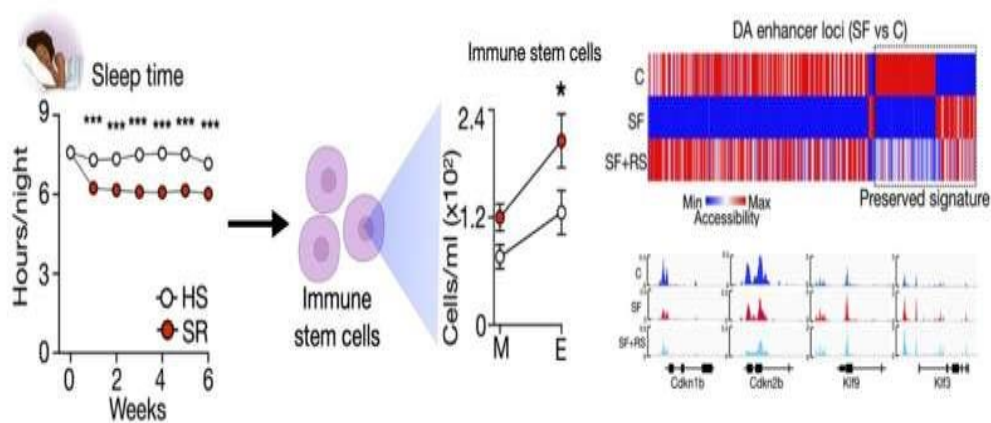 Sleep time
Hours/night
9
6
3
0
*** *** *** *** *** ***
HS
SR
0 2 4 6
Weeks
Immune
stem cells
Immune stem cells
*
Cells/ml (x10²)
2.4
1.2
0
M E
DA enhancer loci (SF vs C)
C
SF
SF+RS
Min Max
Accessibility
Preserved signature
C
SF
SF+RS
Cdkn1b Cdkn2b Klf9 Klf3